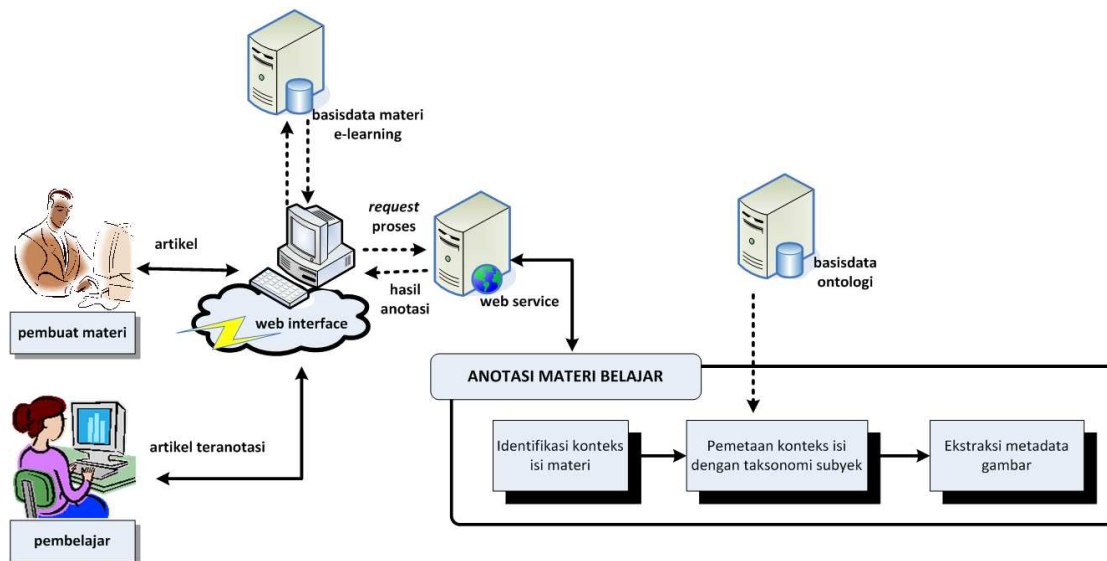 basisdata materi
e-learning
request
proses
artikel
hasil
anotasi
web service
basisdata
ontologi
pembuat materi
web interface
ANOTASI MATERI BELAJAR
artikel teranotasi
Identifikasi konteks
isi materi
Pemetaan konteks isi
dengan taksonomi subyek
Ekstraksi metadata
gambar
pembelajar